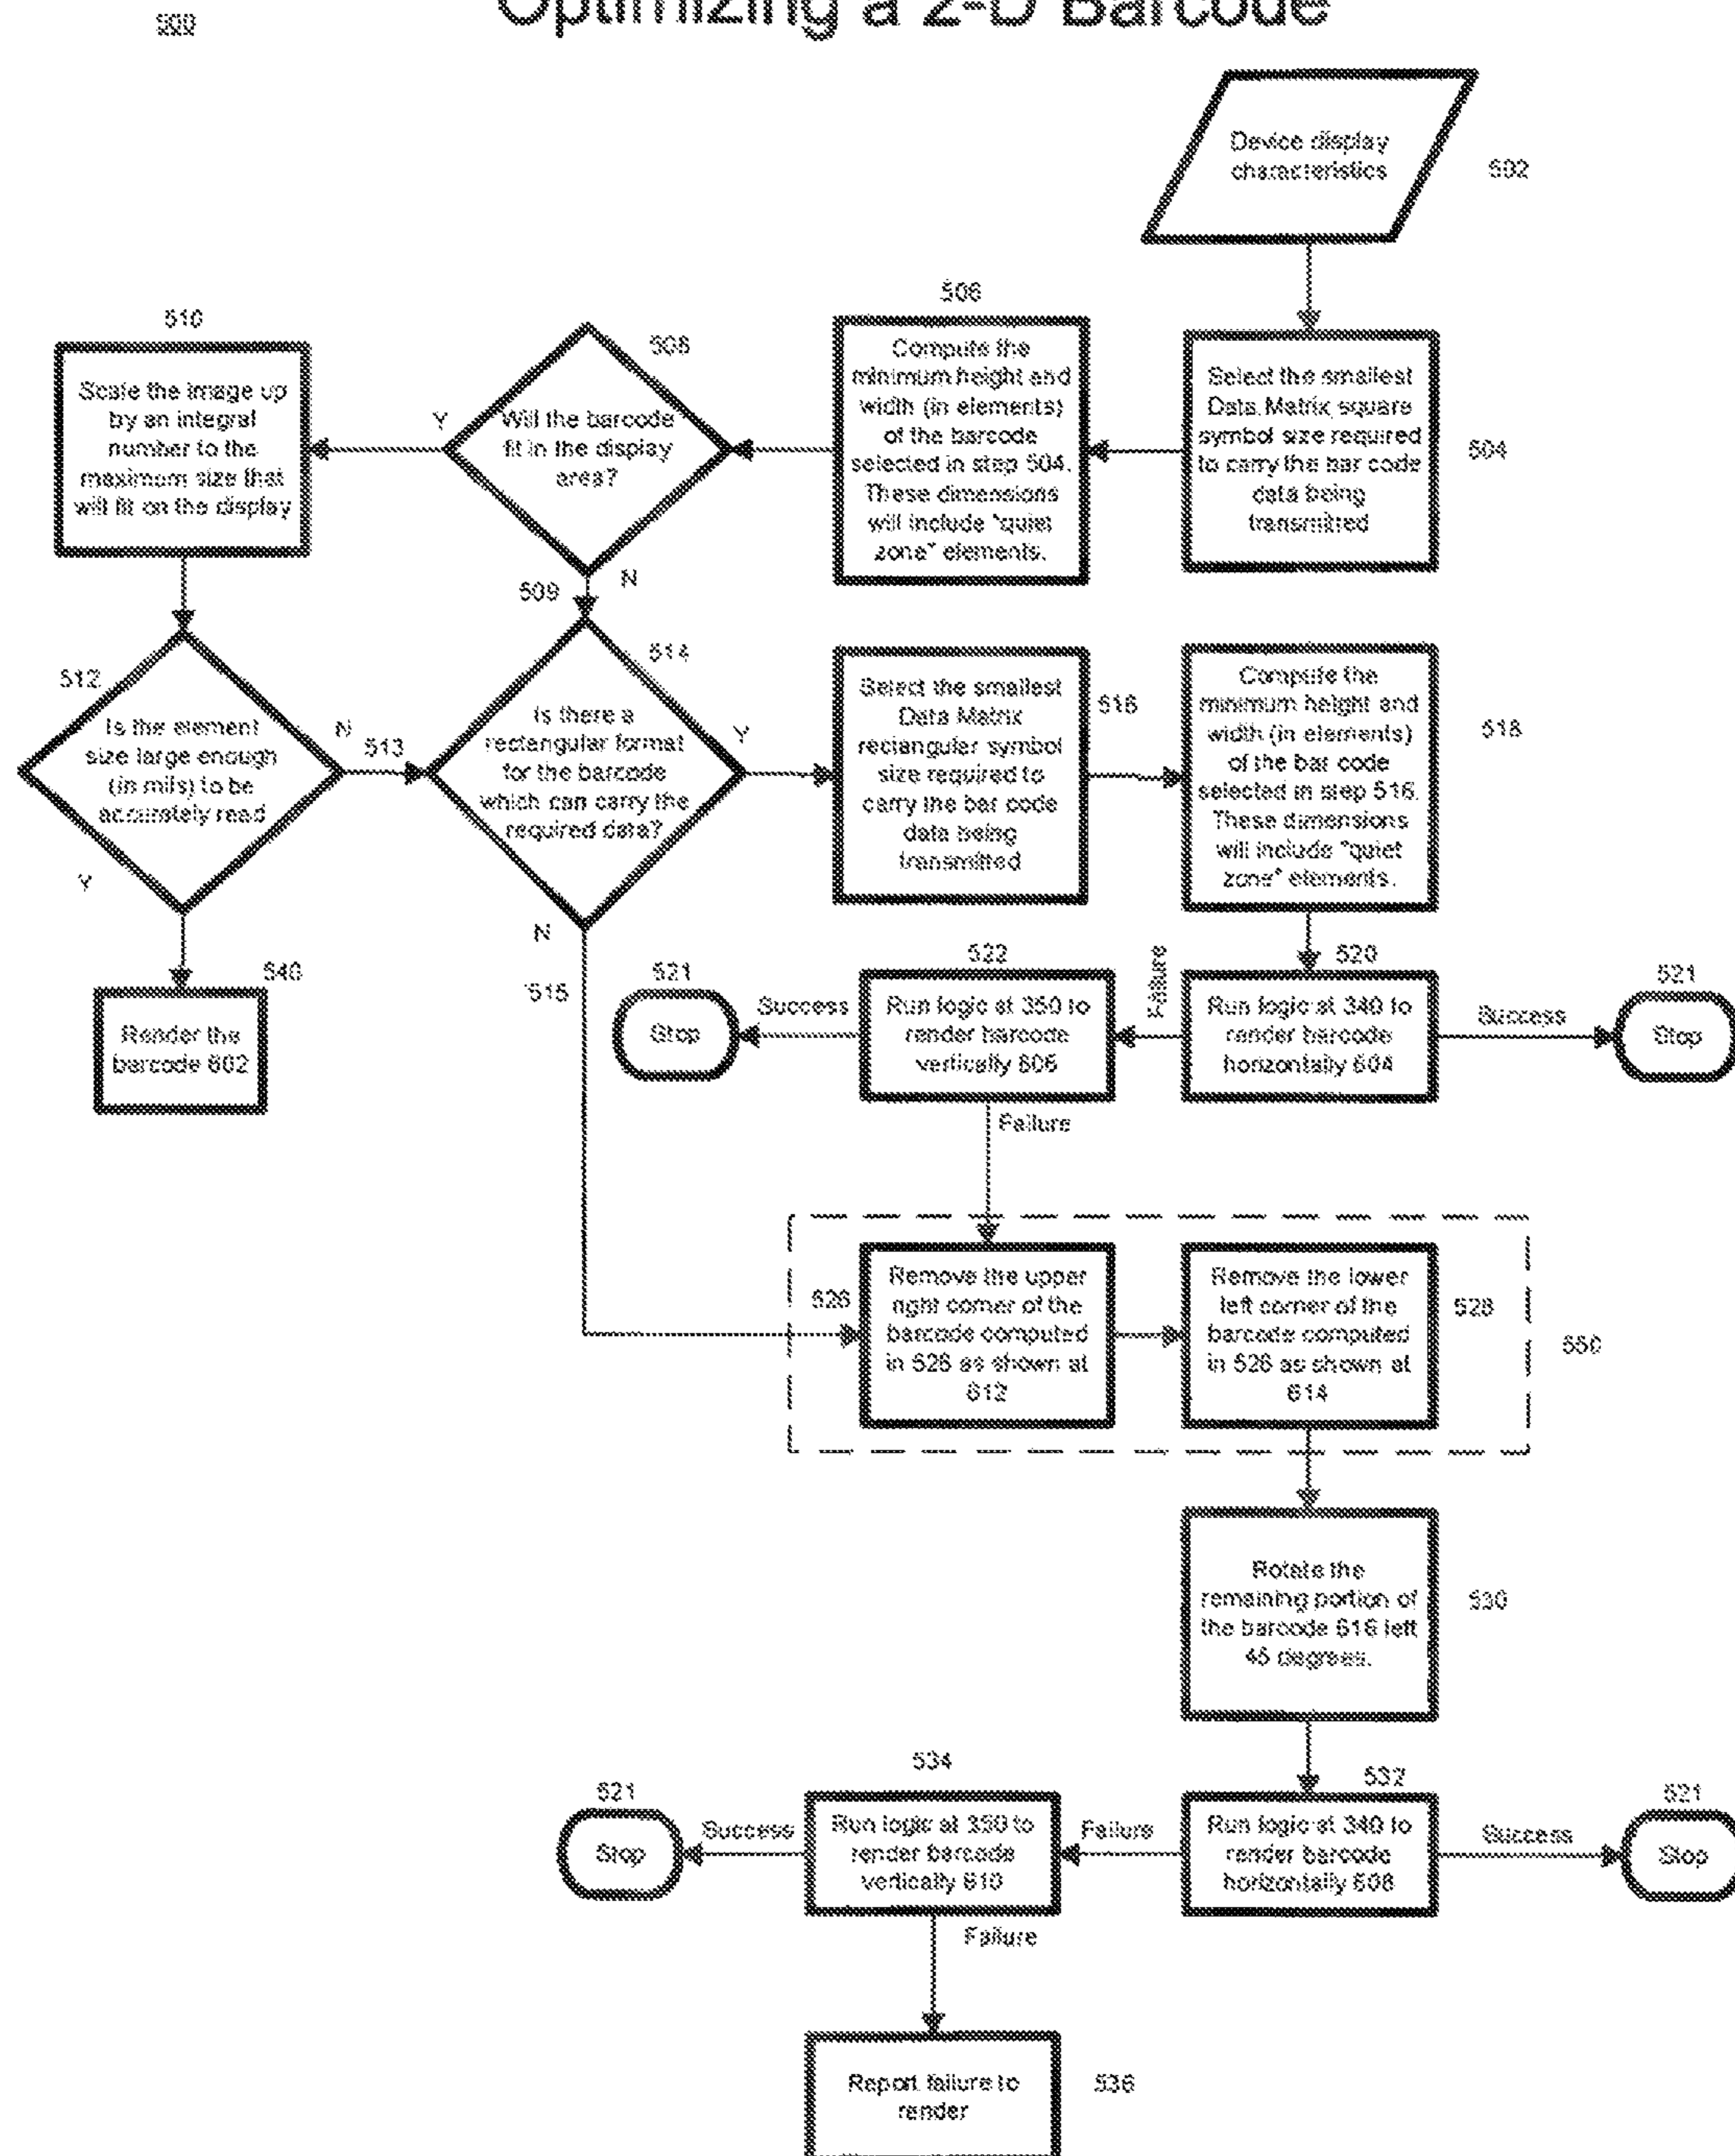 Optimizing a 2-D Barcode
500
Device display
characteristics
502
506
510
508
Compute the
minimum height and
width (in elements)
of the barcode
selected in step 504.
These dimensions
will include "quiet
zone" elements.
Select the smallest
Data Matrix square
symbol size required
to carry the bar code
data being
transmitted
504
Scale the image up
by an integral
number to the
maximum size that
will fit on the display
Y
Will the barcode
fit in the display
area?
N
509
514
512
Is the element
size large enough
(in mils) to be
accurately read
N
513
Y
Is there a
rectangular format
for the barcode
which can carry the
required data?
Y
N
515
Select the smallest
Data Matrix
rectangular symbol
size required to
carry the bar code
data being
transmitted
516
Compute the
minimum height and
width (in elements)
of the bar code
selected in step 516.
These dimensions
will include "quiet
zone" elements.
518
540
Render the
barcode 602
521
Stop
Success
522
Run logic at 350 to
render barcode
vertically 606
Failure
520
Run logic at 340 to
render barcode
horizontally 604
Success
521
Stop
Failure
526
Remove the upper
right corner of the
barcode computed
in 526 as shown at
612
Remove the lower
left corner of the
barcode computed
in 526 as shown at
614
528
550
Rotate the
remaining portion of
the barcode 616 left
45 degrees.
530
534
532
521
Stop
Success
Run logic at 350 to
render barcode
vertically 610
Failure
Run logic at 340 to
render barcode
horizontally 608
Success
521
Stop
Failure
Report failure to
render
536